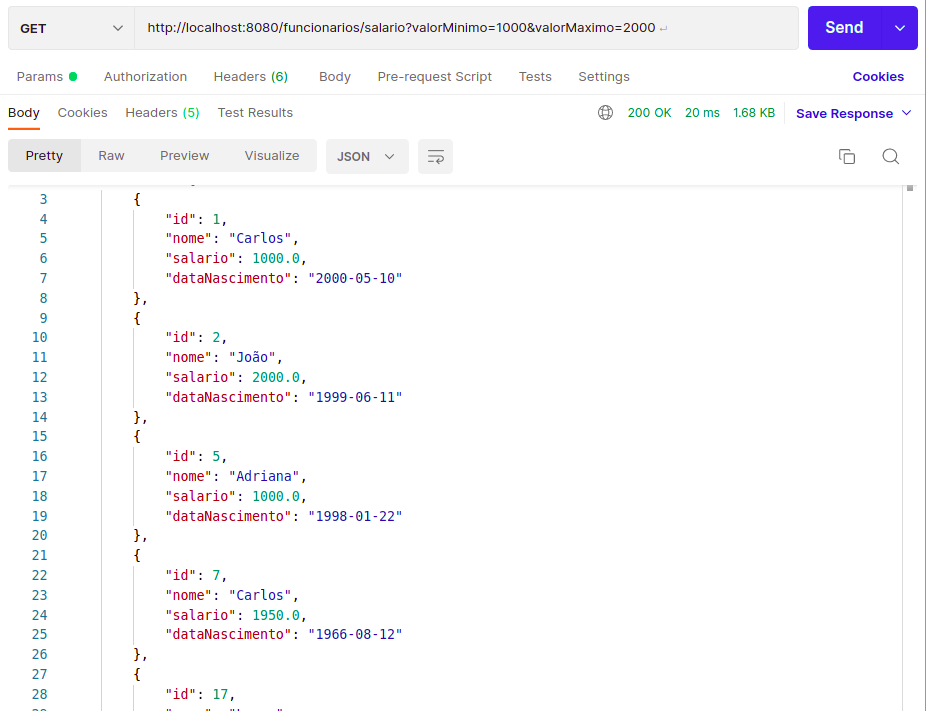 GET http://localhost:8080/funcionarios/salario?valorMinimo=1000&valorMaximo=2000 Send
Params Authorization Headers (6) Body Pre-request Script Tests Settings Cookies
Body Cookies Headers (5) Test Results 200 OK 20 ms 1.68 KB Save Response
Pretty Raw Preview Visualize JSON
3 {
4 "id": 1,
5 "nome": "Carlos",
6 "salario": 1000.0,
7 "dataNascimento": "2000-05-10"
8 },
9 {
10 "id": 2,
11 "nome": "João",
12 "salario": 2000.0,
13 "dataNascimento": "1999-06-11"
14 },
15 {
16 "id": 5,
17 "nome": "Adriana",
18 "salario": 1000.0,
19 "dataNascimento": "1998-01-22"
20 },
21 {
22 "id": 7,
23 "nome": "Carlos",
24 "salario": 1950.0,
25 "dataNascimento": "1966-08-12"
26 },
27 {
28 "id": 17,